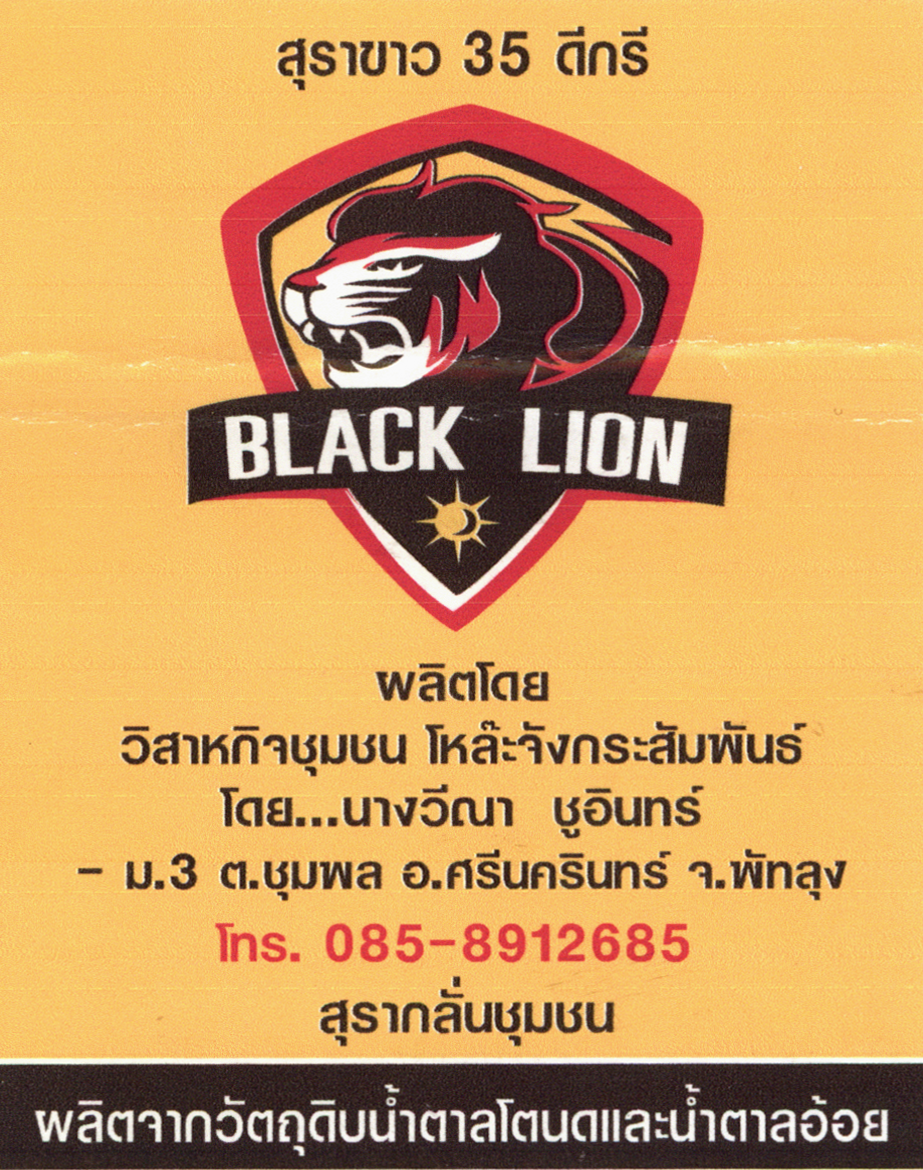 สุราขาว 35 ดีกรี
BLACK LION
ผลิตโดย
วิสาหกิจชุมชน โหล๊ะจังกระสัมพันธ์
โดย...นางวีณา ชูอินทร์
- ม.3 ต.ชุมพล อ.ศรีนครินทร์ จ.พัทลุง
โทร. 085-8912685
สุรากลั่นชุมชน
ผลิตจากวัตถุดิบน้ำตาลโตนดและน้ำตาลอ้อย